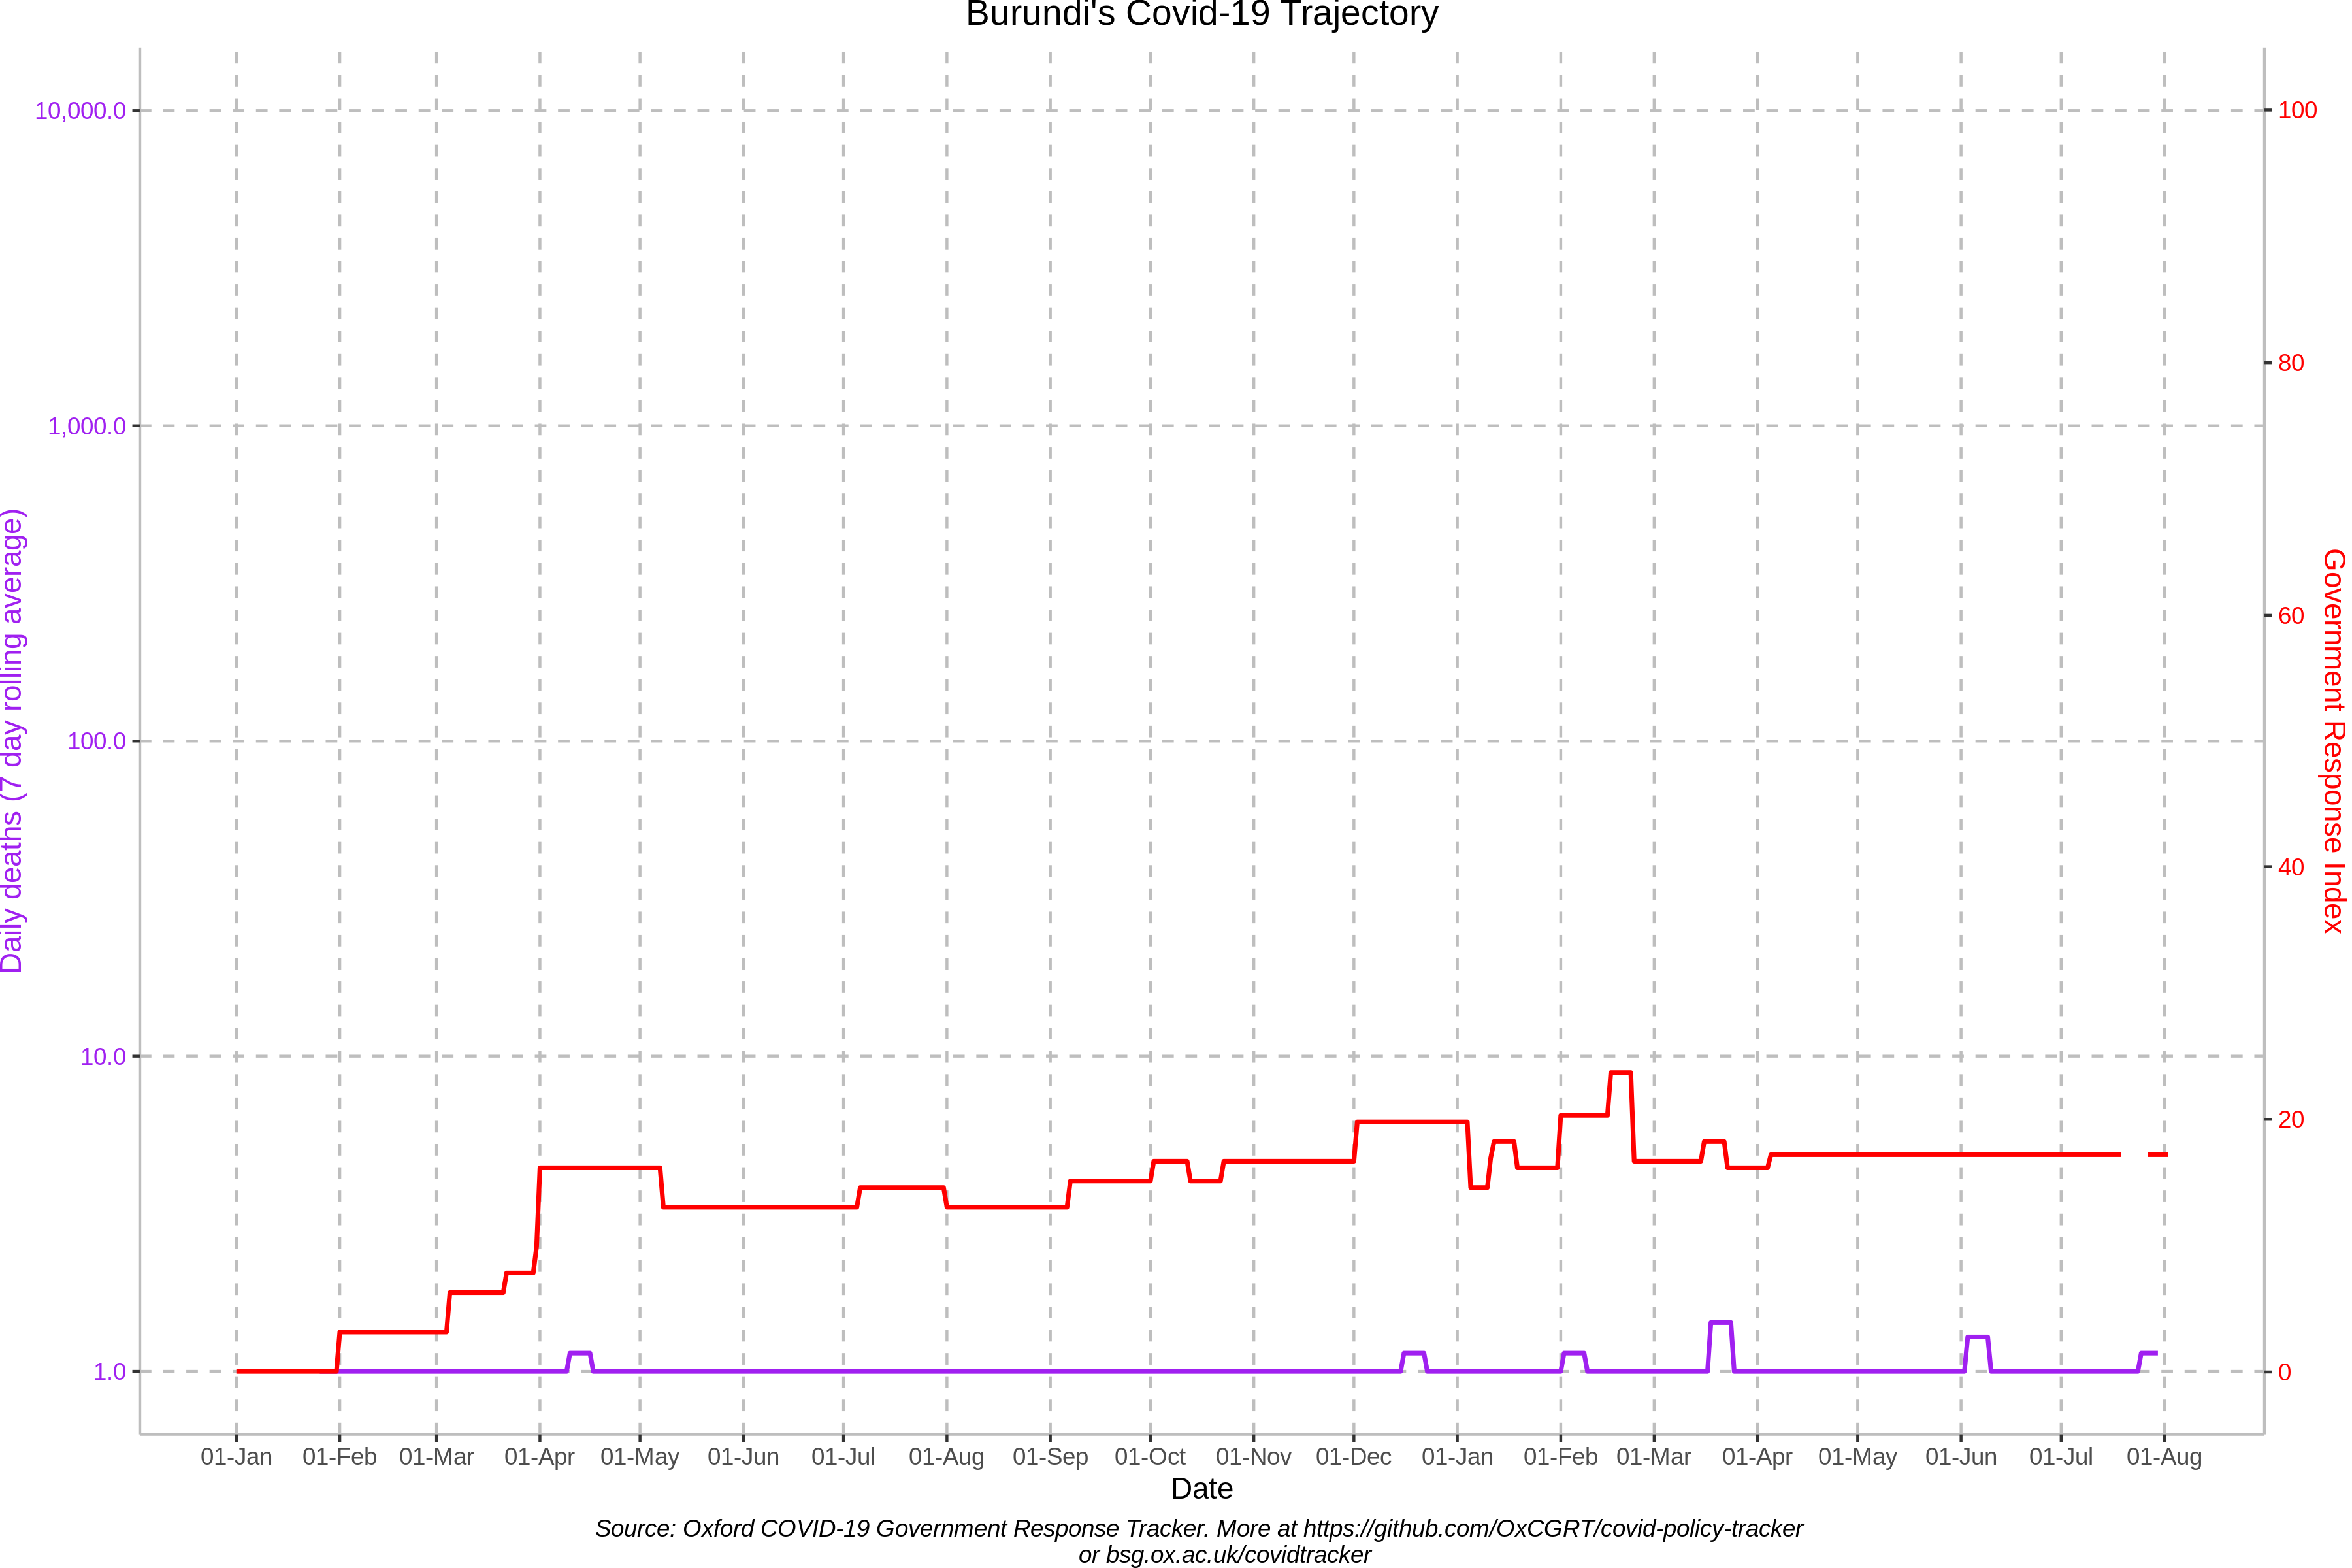 Burundi's Covid-19 Trajectory
10,000.0
1,000.0
100.0
10.0
1.0
Daily deaths (7 day rolling average)
100
80
60
40
20
0
Government Response Index
01-Jan 01-Feb 01-Mar 01-Apr 01-May 01-Jun 01-Jul 01-Aug 01-Sep 01-Oct 01-Nov 01-Dec 01-Jan 01-Feb 01-Mar 01-Apr 01-May 01-Jun 01-Jul 01-Aug
Date
Source: Oxford COVID-19 Government Response Tracker. More at https://github.com/OxCGRT/covid-policy-tracker
or bsg.ox.ac.uk/covidtracker